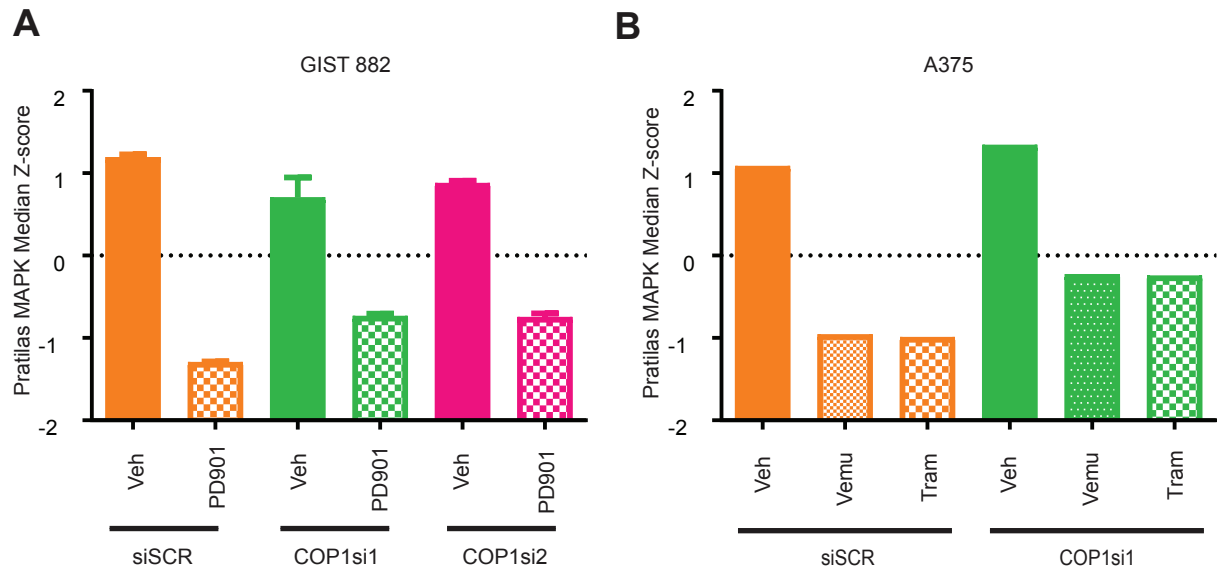 A
GIST 882
Pratilas MAPK Median Z-score
2
1
0
-1
-2
Veh
PD901
Veh
PD901
Veh
PD901
siSCR
COP1si1
COP1si2
B
A375
Pratilas MAPK Median Z-score
2
1
0
-1
-2
Veh
Vemu
Tram
Veh
Vemu
Tram
siSCR
COP1si1